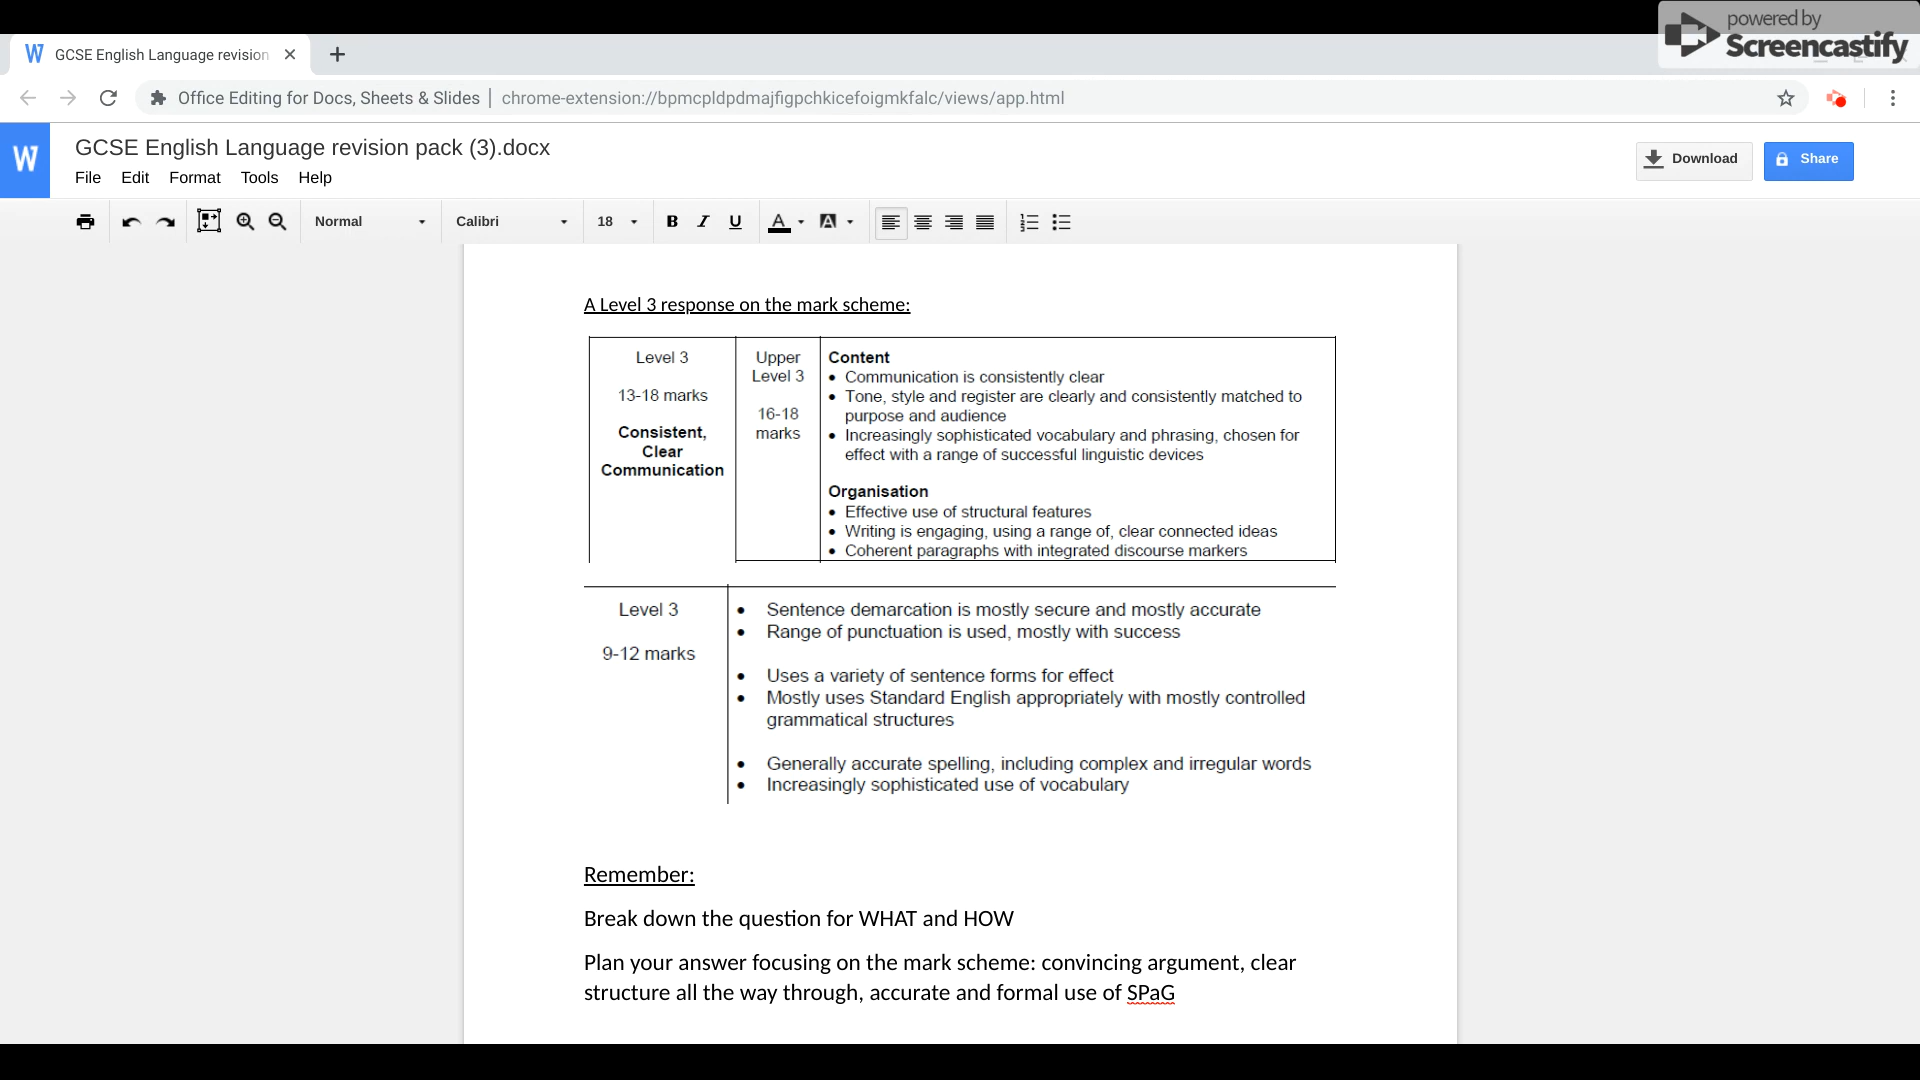 powered by
Screencastify
GCSE English Language revision
Office Editing for Docs, Sheets & Slides | chrome-extension://bpmcpldpdmajfigpchkicefoigmkfalc/views/app.html
W
GCSE English Language revision pack (3).docx
File Edit Format Tools Help
Download
Share
Normal Calibri 18 B I U A A
A Level 3 response on the mark scheme:
Level 3
13-18 marks
Consistent,
Clear
Communication
Upper
Level 3
16-18
marks
Content
• Communication is consistently clear
• Tone, style and register are clearly and consistently matched to
purpose and audience
• Increasingly sophisticated vocabulary and phrasing, chosen for
effect with a range of successful linguistic devices
Organisation
• Effective use of structural features
• Writing is engaging, using a range of, clear connected ideas
• Coherent paragraphs with integrated discourse markers
Level 3
9-12 marks
• Sentence demarcation is mostly secure and mostly accurate
• Range of punctuation is used, mostly with success
• Uses a variety of sentence forms for effect
• Mostly uses Standard English appropriately with mostly controlled
grammatical structures
• Generally accurate spelling, including complex and irregular words
• Increasingly sophisticated use of vocabulary
Remember:
Break down the question for WHAT and HOW
Plan your answer focusing on the mark scheme: convincing argument, clear
structure all the way through, accurate and formal use of SPaG